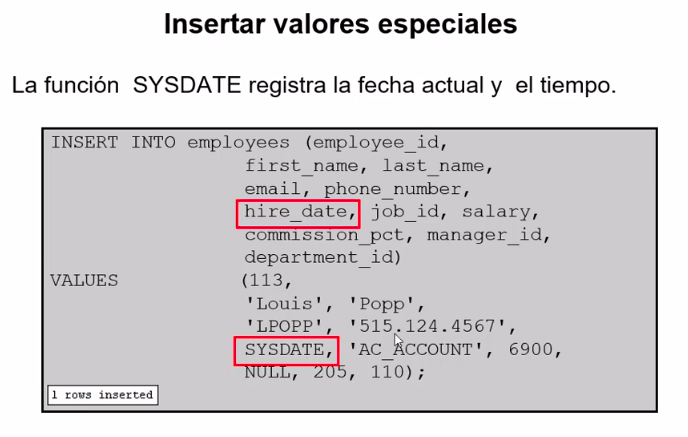 Insertar valores especiales
La función SYSDATE registra la fecha actual y el tiempo.
INSERT INTO employees (employee_id,
first_name, last_name,
email, phone_number,
hire_date, job_id, salary,
commission_pct, manager_id,
department_id)
VALUES (113,
'Louis', 'Popp',
'LPOPP', '515.124.4567',
SYSDATE, 'AC_ACCOUNT', 6900,
NULL, 205, 110);
1 rows inserted